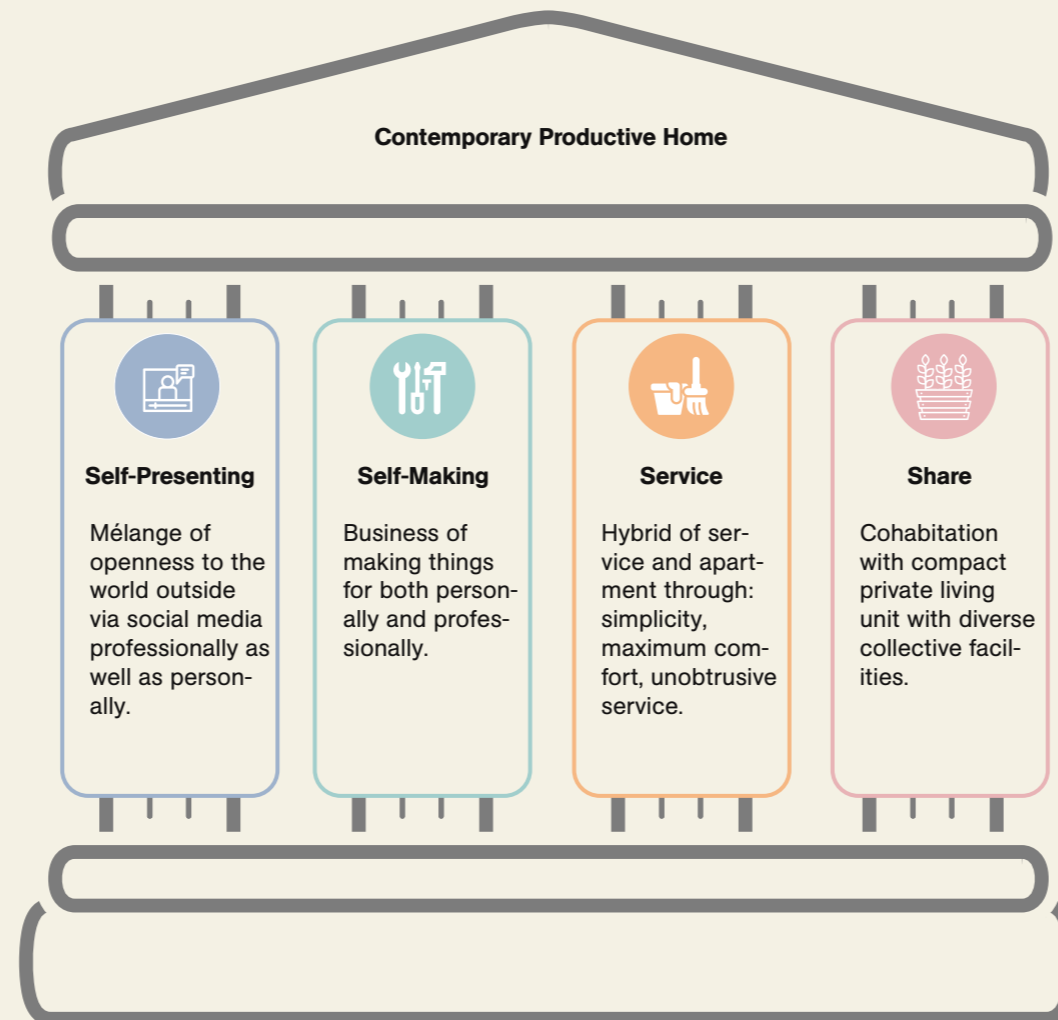 Contemporary Productive Home
Self-Presenting
Mélange of
openness to the
world outside
via social media
professionally as
well as person-
ally.
Self-Making
Business of
making things
for both person-
ally and profes-
sionally.
Service
Hybrid of ser-
vice and apart-
ment through:
simplicity,
maximum com-
fort, unobtrusive
service.
Share
Cohabitation
with compact
private living
unit with diverse
collective facil-
ities.